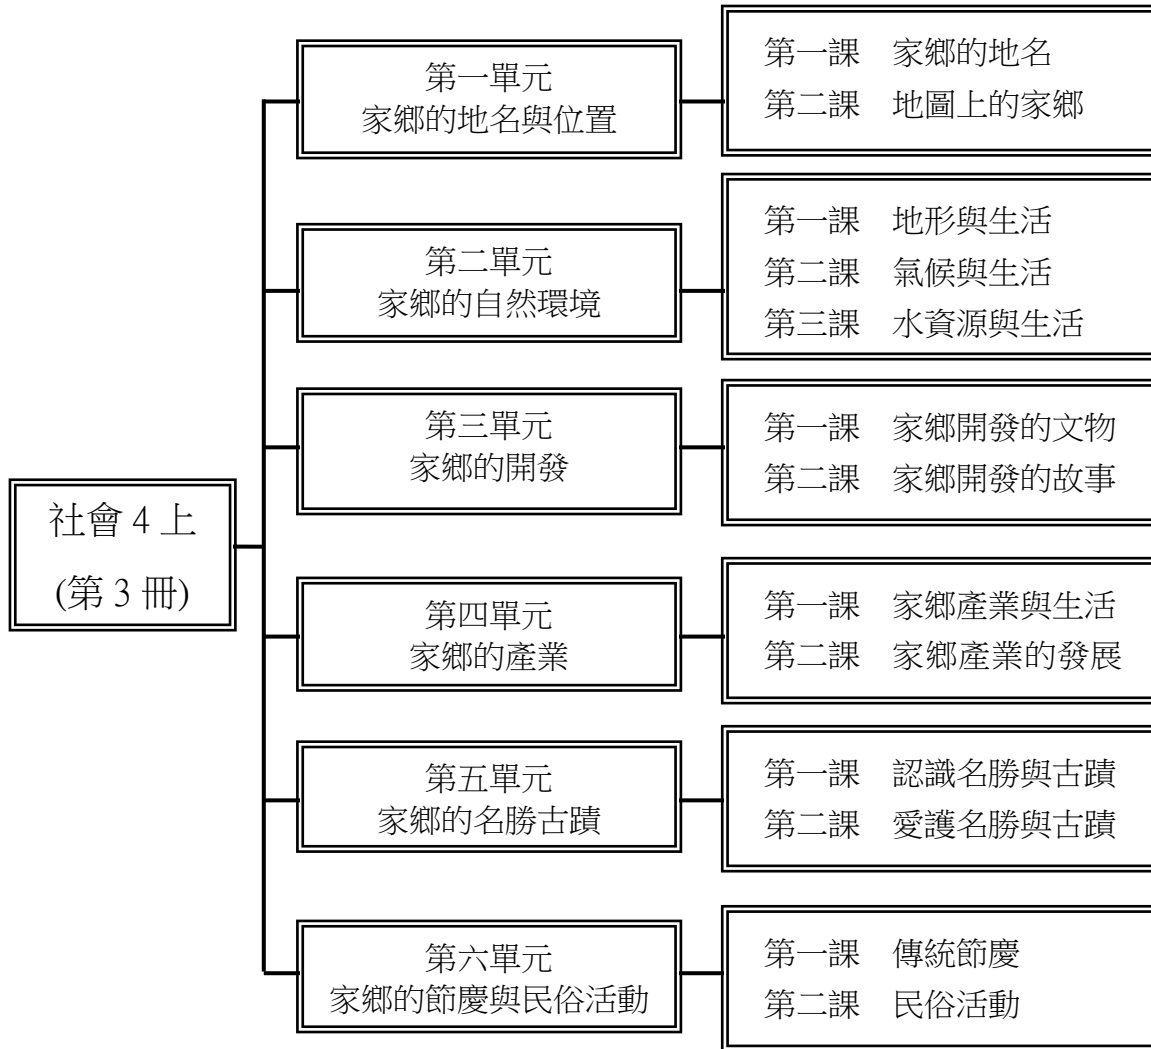 社會 4 上
(第 3 冊)
第一單元
家鄉的地名與位置
第一課　家鄉的地名
第二課　地圖上的家鄉
第二單元
家鄉的自然環境
第一課　地形與生活
第二課　氣候與生活
第三課　水資源與生活
第三單元
家鄉的開發
第一課　家鄉開發的文物
第二課　家鄉開發的故事
第四單元
家鄉的產業
第一課　家鄉產業與生活
第二課　家鄉產業的發展
第五單元
家鄉的名勝古蹟
第一課　認識名勝與古蹟
第二課　愛護名勝與古蹟
第六單元
家鄉的節慶與民俗活動
第一課　傳統節慶
第二課　民俗活動